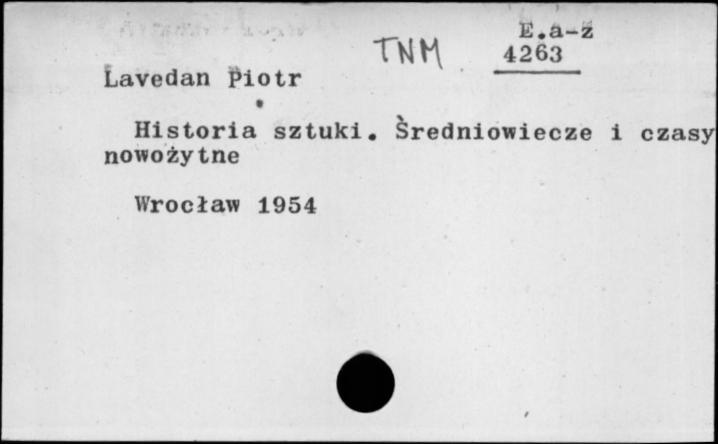 E.a-z
TNM 4263
Lavedan Piotr
Historia sztuki. Średniowiecze i czasy
nowożytne
Wrocław 1954